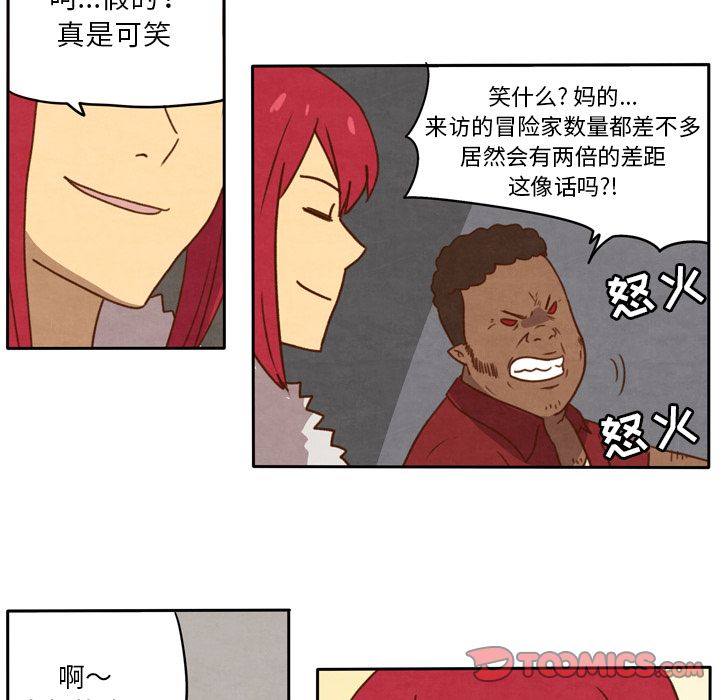 呵...假的！
真是可笑
笑什么? 妈的...
来访的冒险家数量都差不多
居然会有两倍的差距
这像话吗?!
怒火
怒火
啊～
TOOMICS.COM